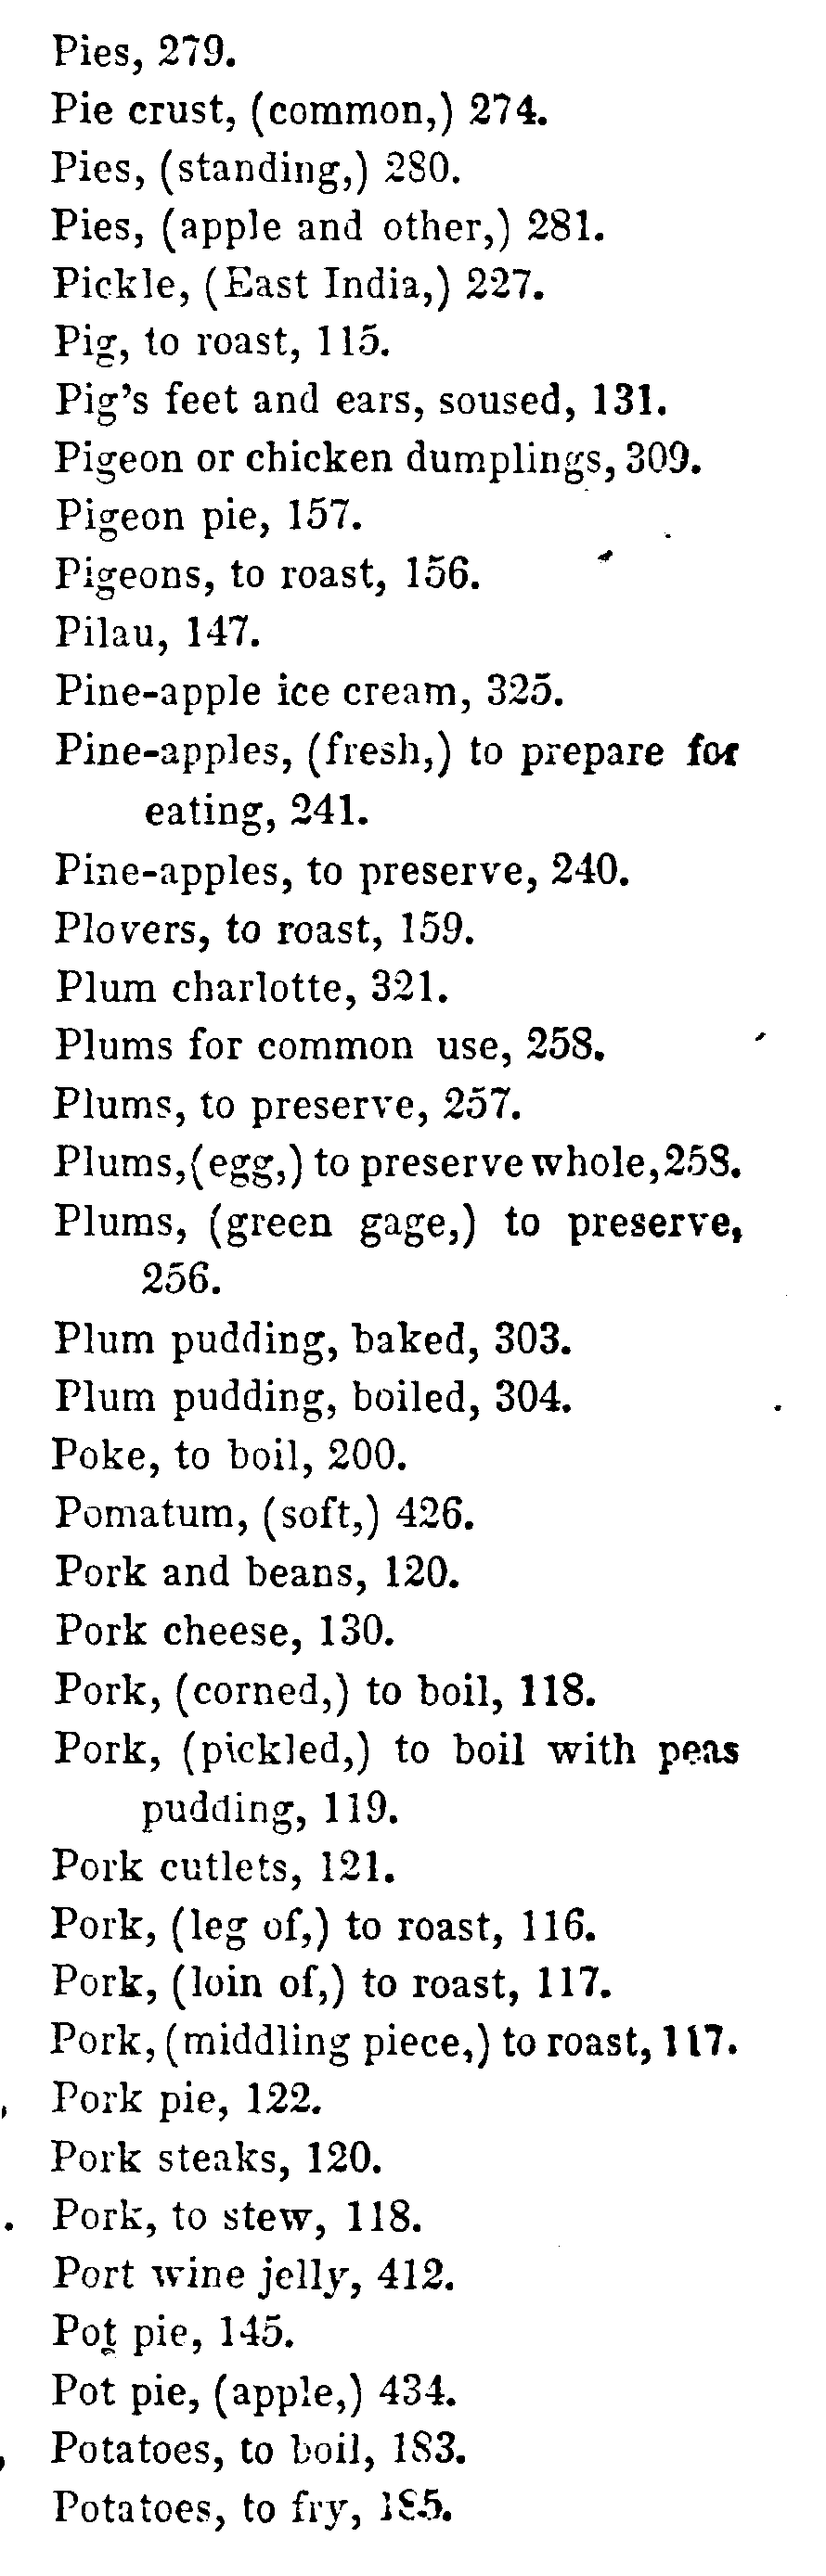 Pies, 279.
Pie crust, (common,) 274.
Pies, (standing,) 280.
Pies, (apple and other,) 281.
Pickle, (East India,) 227.
Pig, to roast, 115.
Pig's feet and ears, soused, 131.
Pigeon or chicken dumplings, 309.
Pigeon pie, 157.
Pigeons, to roast, 156.
Pilau, 147.
Pine-apple ice cream, 325.
Pine-apples, (fresh,) to prepare for
eating, 241.
Pine-apples, to preserve, 240.
Plovers, to roast, 159.
Plum charlotte, 321.
Plums for common use, 258.
Plums, to preserve, 257.
Plums, (egg,) to preserve whole, 258.
Plums, (green gage,) to preserve,
256.
Plum pudding, baked, 303.
Plum pudding, boiled, 304.
Poke, to boil, 200.
Pomatum, (soft,) 426.
Pork and beans, 120.
Pork cheese, 130.
Pork, (corned,) to boil, 118.
Pork, (pickled,) to boil with peas
pudding, 119.
Pork cutlets, 121.
Pork, (leg of,) to roast, 116.
Pork, (loin of,) to roast, 117.
Pork, (middling piece,) to roast, 117.
Pork pie, 122.
Pork steaks, 120.
Pork, to stew, 118.
Port wine jelly, 412.
Pot pie, 145.
Pot pie, (apple,) 434.
Potatoes, to boil, 183.
Potatoes, to fry, 185.